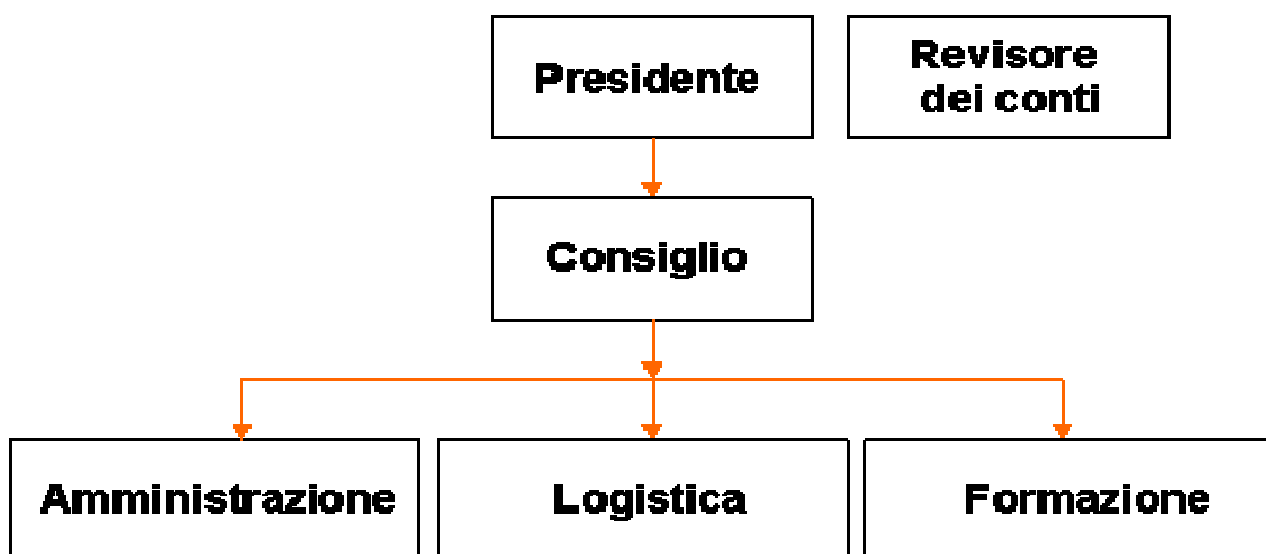 Presidente
Revisore
dei conti
Consiglio
Amministrazione
Logistica
Formazione